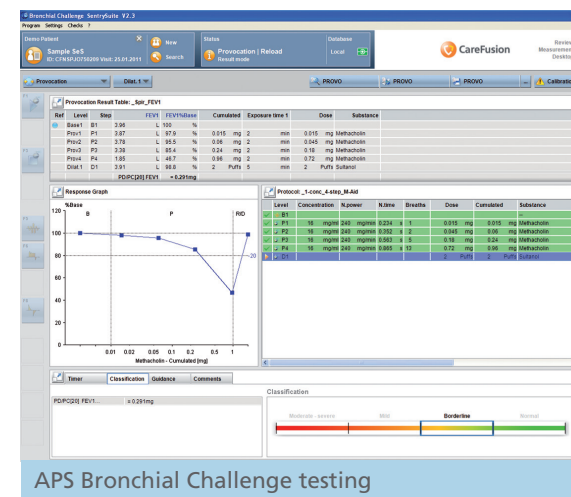 Bronchial Challenge SentrySuite V2.3
Program Settings Checks ?
Demo Patient
Sample SeS
ID: CFNSPJO750209 Visit: 25.01.2011
New
Search
Status
Provocation | Reload
Result mode
Database
Local
CareFusion
Review
Measurement
Desktop
Provocation Dilat. 1 PROVO PROVO PROVO Calibration
Provocation Result Table: _Spir_FEV1
Ref Level Step FEV1 FEV1%Base Cumulated Exposure time 1 Dose Substance
Base1 B1 3.96 L 100 %
Prov1 P1 3.87 L 97.9 % 0.015 mg 2 min 0.015 mg Methacholin
Prov2 P2 3.78 L 95.5 % 0.06 mg 2 min 0.045 mg Methacholin
Prov3 P3 3.38 L 85.4 % 0.24 mg 2 min 0.18 mg Methacholin
Prov4 P4 1.85 L 46.7 % 0.96 mg 2 min 0.72 mg Methacholin
Dilat.1 D1 3.91 L 98.8 % 2 Puffs 5 min 2 Puffs Sultanol
PD/PC[20] FEV1 = 0.291mg
Response Graph
%Base
B P R/D
120
100
80
60
40
20
0
-20
0.01 0.02 0.05 0.1 0.2 0.5 1
Methacholin - Cumulated [mg]
Protocol: _1-conc_4-step_M-Aid
Level Concentration N.power N.time Breaths Dose Cumulated Substance
B1 --
P1 16 mg/ml 240 mg/min 0.234 s 1 0.015 mg 0.015 mg Methacholin
P2 16 mg/ml 240 mg/min 0.352 s 2 0.045 mg 0.06 mg Methacholin
P3 16 mg/ml 240 mg/min 0.563 s 5 0.18 mg 0.24 mg Methacholin
P4 16 mg/ml 240 mg/min 0.865 s 13 0.72 mg 0.96 mg Methacholin
D1 2 Puffs 2 Puffs Sultanol
Timer Classification Guidance Comments
PD/PC[20] FEV1... = 0.291mg
Classification
Moderate - severe Mild Borderline Normal
APS Bronchial Challenge testing